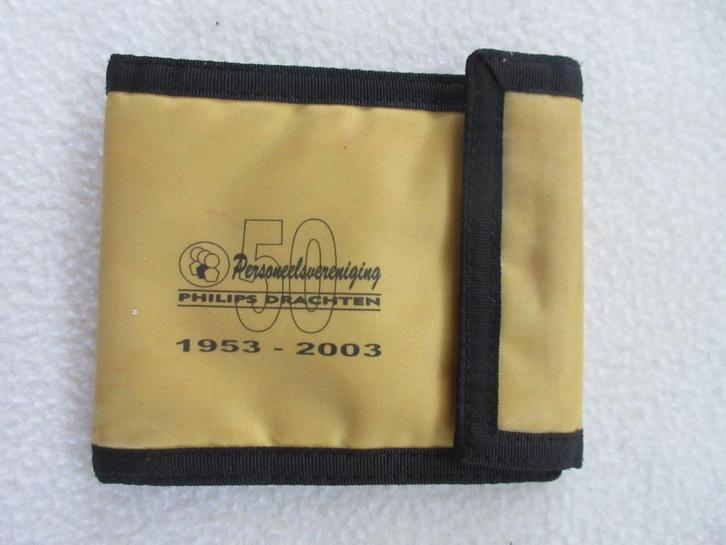 50
Personeelsvereniging
PHILIPS DRACHTEN
1953 - 2003